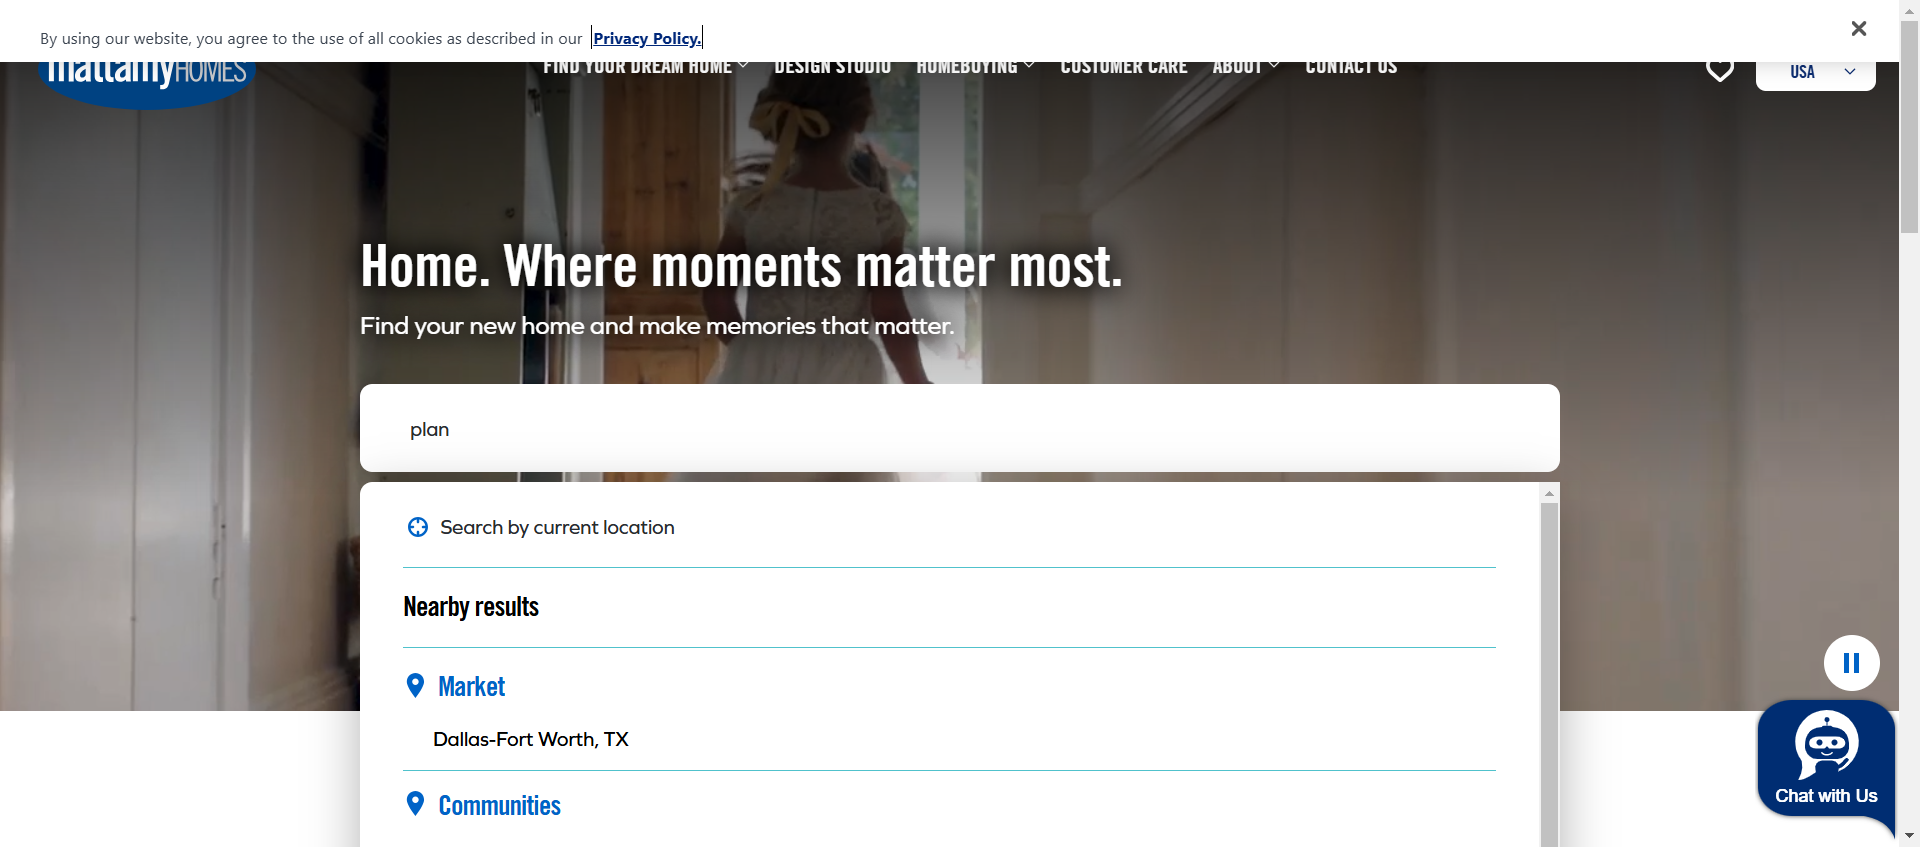 By using our website, you agree to the use of all cookies as described in our Privacy Policy.
mattamyHOMES
FIND YOUR DREAM HOME
DESIGN STUDIO
HOMEBUYING
CUSTOMER CARE
ABOUT
CONTACT US
USA
Home. Where moments matter most.
Find your new home and make memories that matter.
plan
Search by current location
Nearby results
Market
Dallas-Fort Worth, TX
Communities
Chat with Us